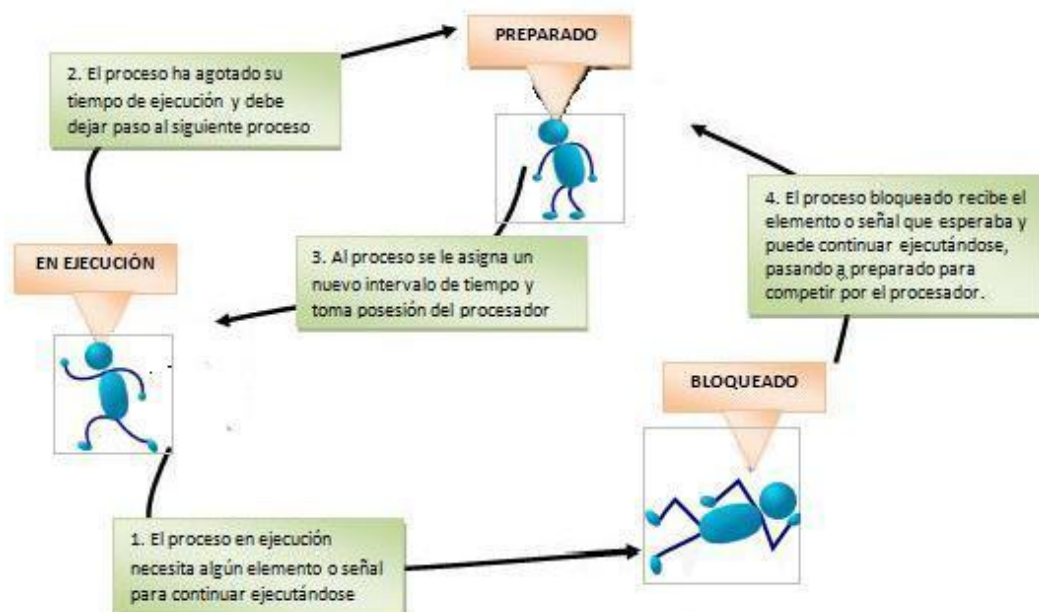 PREPARADO
2. El proceso ha agotado su
tiempo de ejecución y debe
dejar paso al siguiente proceso
4. El proceso bloqueado recibe el
elemento o señal que esperaba y
puede continuar ejecutándose,
pasando a preparado para
competir por el procesador.
EN EJECUCIÓN
3. Al proceso se le asigna un
nuevo intervalo de tiempo y
toma posesión del procesador
BLOQUEADO
1. El proceso en ejecución
necesita algún elemento o señal
para continuar ejecutándose